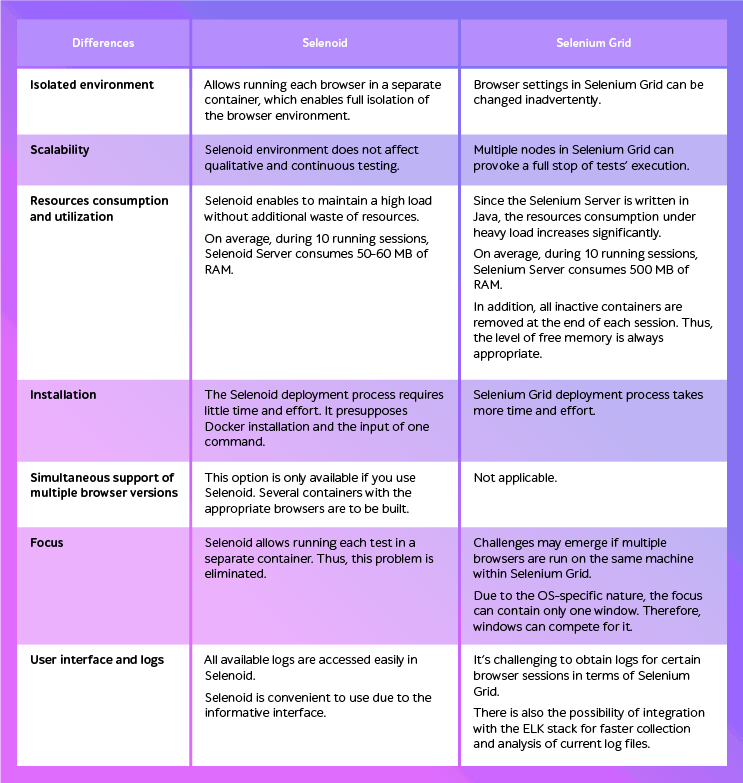 Differences
Selenoid
Selenium Grid
Isolated environment
Allows running each browser in a separate
container, which enables full isolation of
the browser environment.
Browser settings in Selenium Grid can be
changed inadvertently.
Scalability
Selenoid environment does not affect
qualitative and continuous testing.
Multiple nodes in Selenium Grid can
provoke a full stop of tests’ execution.
Resources consumption
and utilization
Selenoid enables to maintain a high load
without additional waste of resources.
On average, during 10 running sessions,
Selenoid Server consumes 50-60 MB of
RAM.
Since the Selenium Server is written in
Java, the resources consumption under
heavy load increases significantly.
On average, during 10 running sessions,
Selenium Server consumes 500 MB of
RAM.
In addition, all inactive containers are
removed at the end of each session. Thus,
the level of free memory is always
appropriate.
Installation
The Selenoid deployment process requires
little time and effort. It presupposes
Docker installation and the input of one
command.
Selenium Grid deployment process takes
more time and effort.
Simultaneous support of
multiple browser versions
This option is only available if you use
Selenoid. Several containers with the
appropriate browsers are to be built.
Not applicable.
Focus
Selenoid allows running each test in a
separate container. Thus, this problem is
eliminated.
Challenges may emerge if multiple
browsers are run on the same machine
within Selenium Grid.
Due to the OS-specific nature, the focus
can contain only one window. Therefore,
windows can compete for it.
User interface and logs
All available logs are accessed easily in
Selenoid.
Selenoid is convenient to use due to the
informative interface.
It’s challenging to obtain logs for certain
browser sessions in terms of Selenium
Grid.
There is also the possibility of integration
with the ELK stack for faster collection
and analysis of current log files.